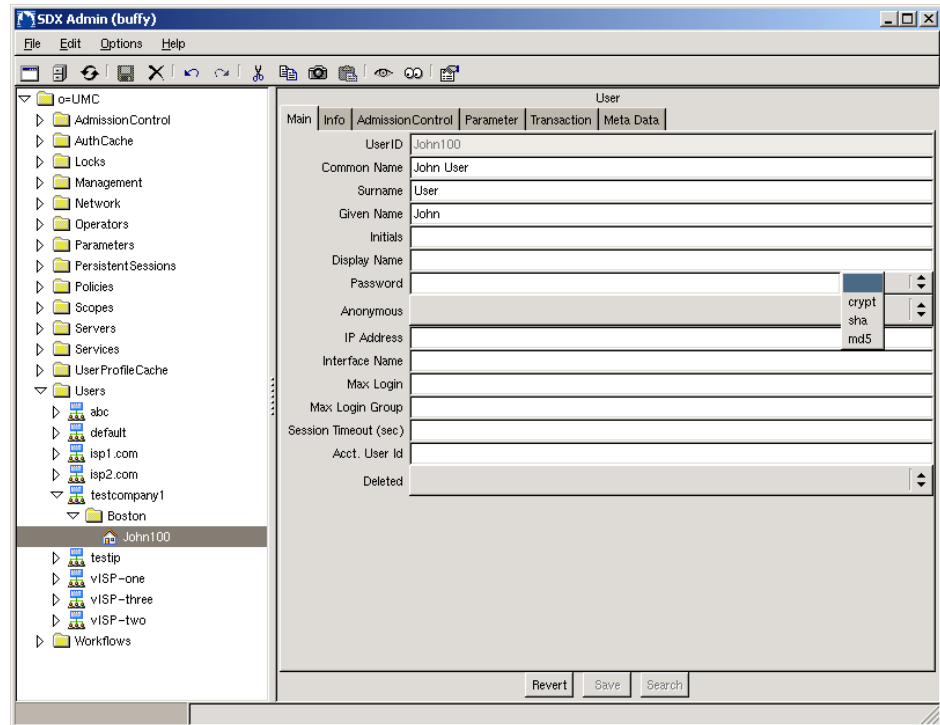 SDX Admin (buffy)
File Edit Options Help
o=UMC
AdmissionControl
AuthCache
Locks
Management
Network
Operators
Parameters
PersistentSessions
Policies
Scopes
Servers
Services
UserProfileCache
Users
abc
default
isp1.com
isp2.com
testcompany1
Boston
John100
testip
vISP-one
vISP-three
vISP-two
Workflows
User
Main Info AdmissionControl Parameter Transaction Meta Data
UserID John100
Common Name John User
Surname User
Given Name John
Initials
Display Name
Password
crypt
sha
md5
Anonymous
IP Address
Interface Name
Max Login
Max Login Group
Session Timeout (sec)
Acct. User Id
Deleted
Revert Save Search